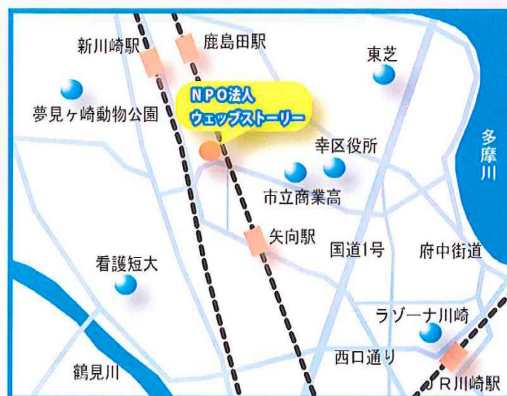 新川崎駅
鹿島田駅
東芝
夢見ヶ崎動物公園
NPO法人
ウェッブストーリー
幸区役所
市立商業高
多摩川
矢向駅
国道1号
府中街道
看護短大
ラゾーナ川崎
西口通り
鶴見川
JR川崎駅